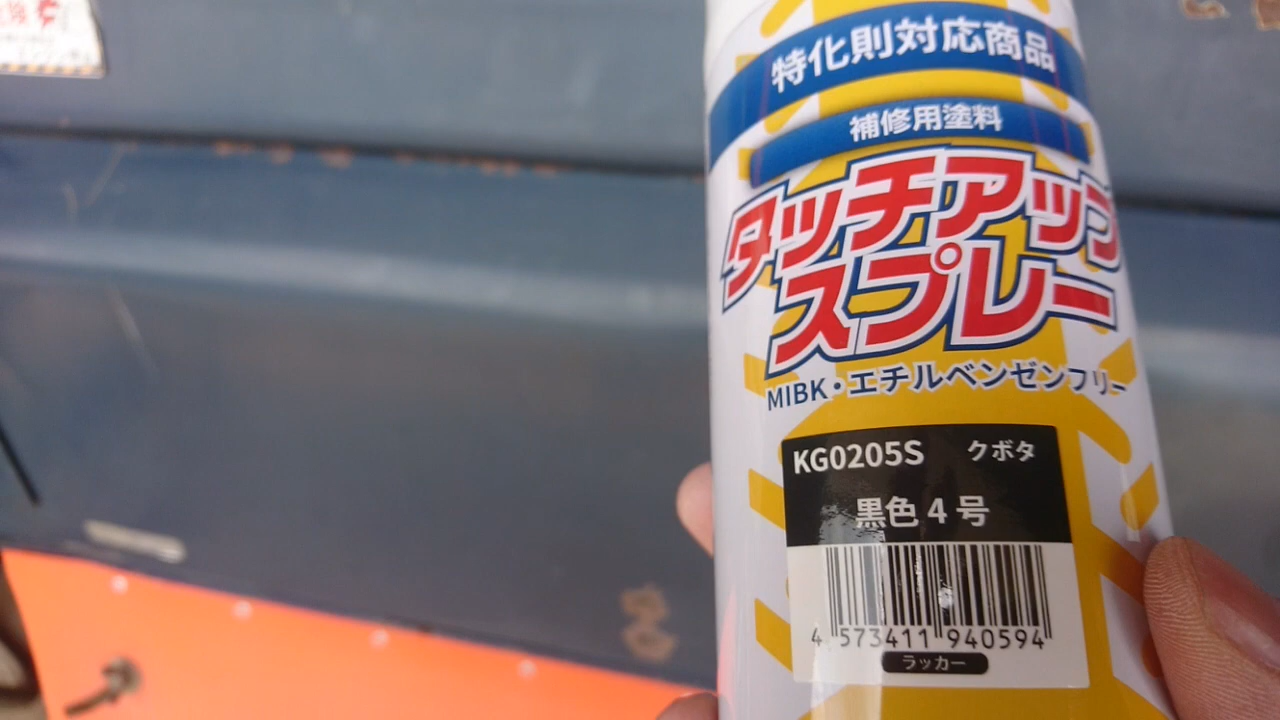 特化則対応商品
補修用塗料
タッチアップ
スプレー
MIBK・エチルベンゼンフリー
KG0205S クボタ
黒色4号
4 573411 940594
ラッカー